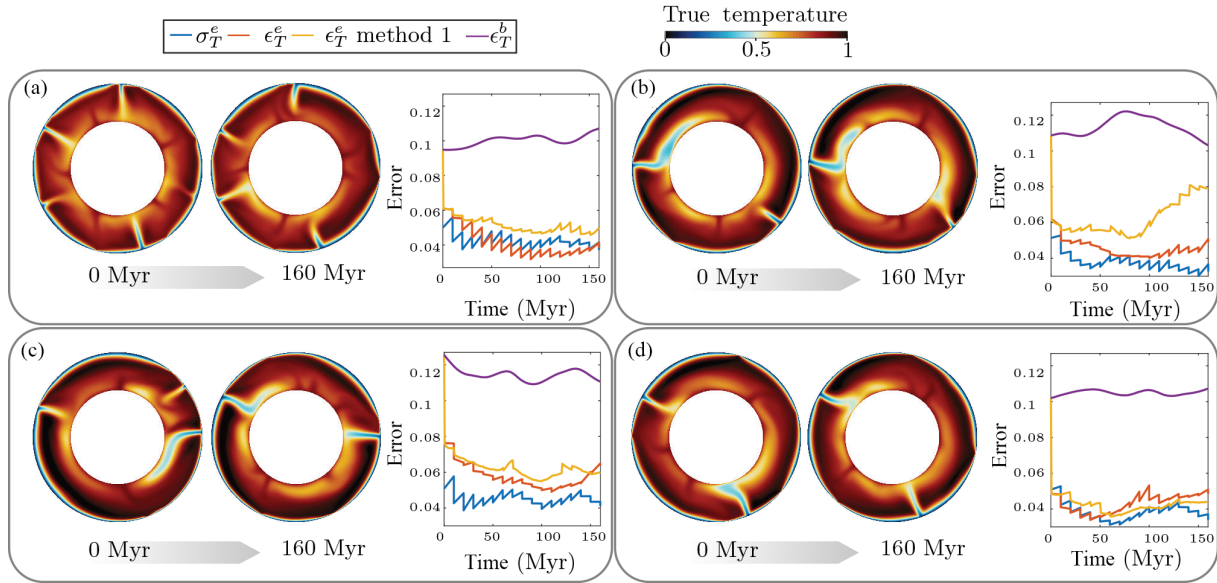 σ_T^e ϵ_T^e ϵ_T^e method 1 ϵ_T^b
True temperature
0 0.5 1
(a)
0.12
0.1
0.08
0.06
0.04
Error
0 50 100 150
Time (Myr)
0 Myr 160 Myr
(b)
0.12
0.1
0.08
0.06
0.04
Error
0 50 100 150
Time (Myr)
0 Myr 160 Myr
(c)
0.12
0.1
0.08
0.06
0.04
Error
0 50 100 150
Time (Myr)
0 Myr 160 Myr
(d)
0.12
0.1
0.08
0.06
0.04
Error
0 50 100 150
Time (Myr)
0 Myr 160 Myr